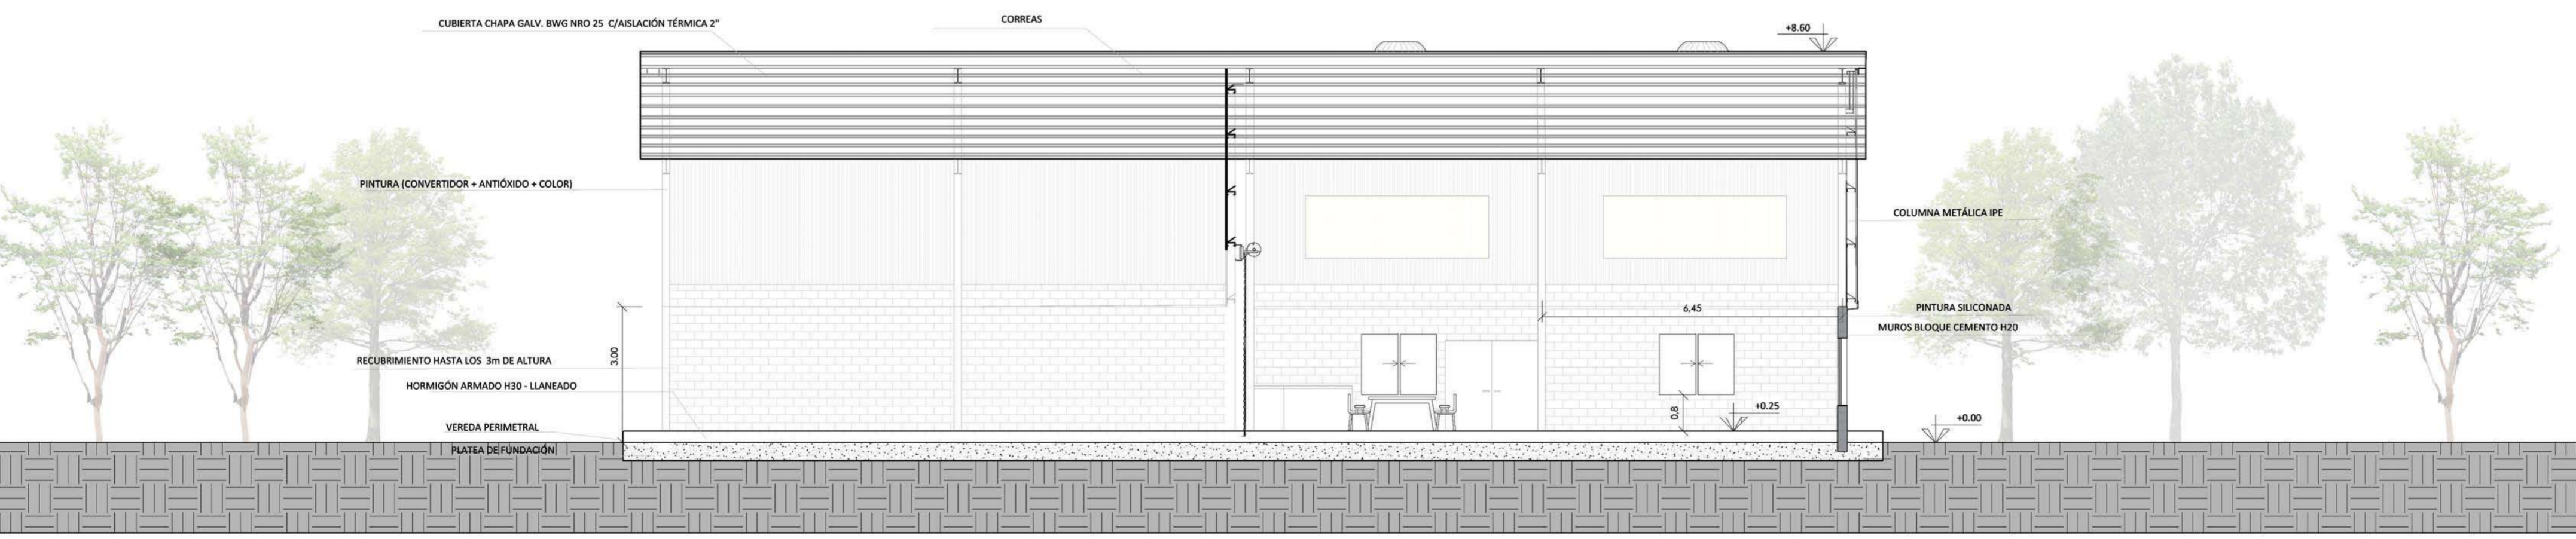 CUBIERTA CHAPA GALV. BWG NRO 25 C/AISLACIÓN TÉRMICA 2"
CORREAS
+8.60
PINTURA (CONVERTIDOR + ANTIÓXIDO + COLOR)
COLUMNA METÁLICA IPE
6,45
PINTURA SILICONADA
MUROS BLOQUE CEMENTO H20
3.00
RECUBRIMIENTO HASTA LOS 3m DE ALTURA
HORMIGÓN ARMADO H30 - LLANEADO
0,8
+0.25
+0.00
VEREDA PERIMETRAL
PLATEA DE FUNDACIÓN